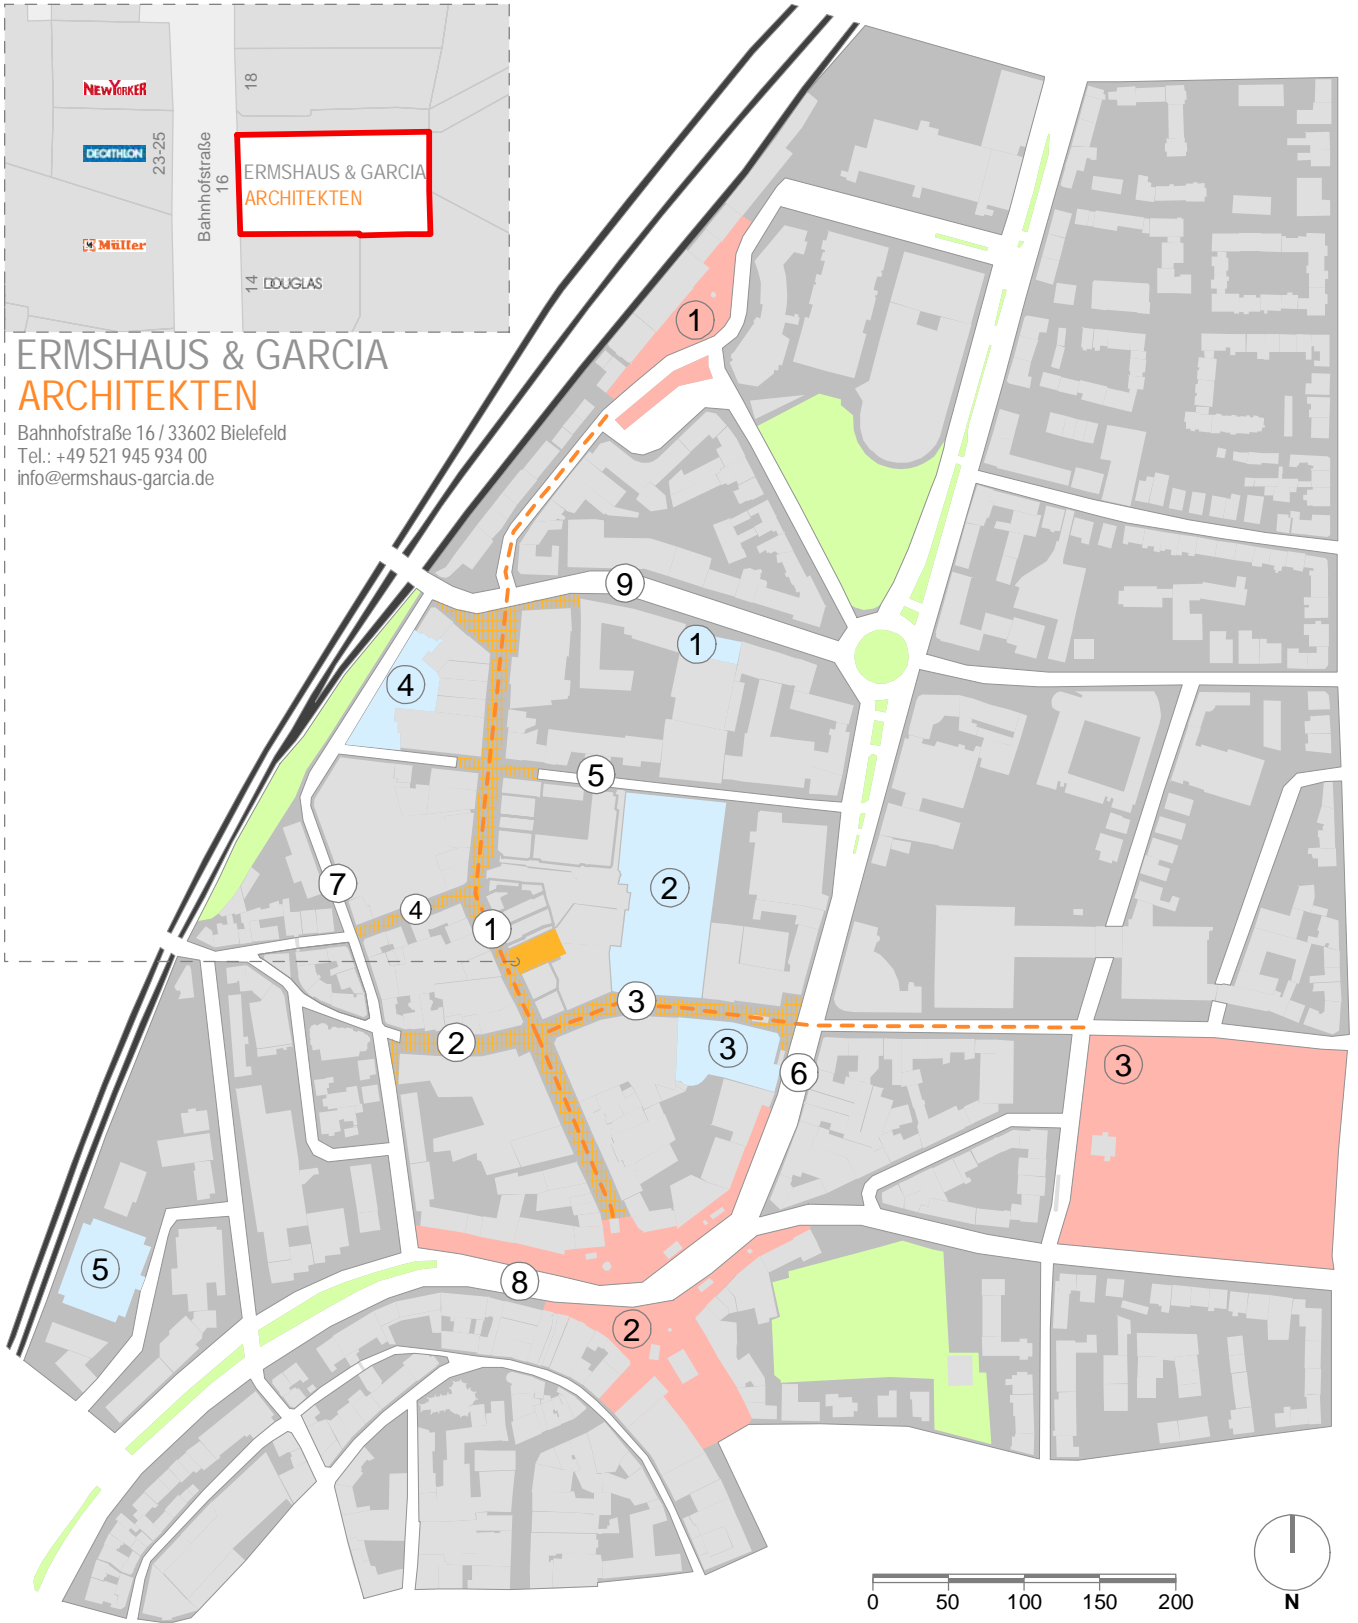 NEWYORKER
18
DECATHLON
23-25
Bahnhofstraße
16
ERMSHAUS & GARCIA
ARCHITEKTEN
Müller
14
DOUGLAS
ERMSHAUS & GARCIA
ARCHITEKTEN
Bahnhofstraße 16 / 33602 Bielefeld
Tel.: +49 521 945 934 00
info@ermshaus-garcia.de
1
9
1
4
5
7
2
4
1
3
2
3
6
3
5
8
2
0 50 100 150 200
N